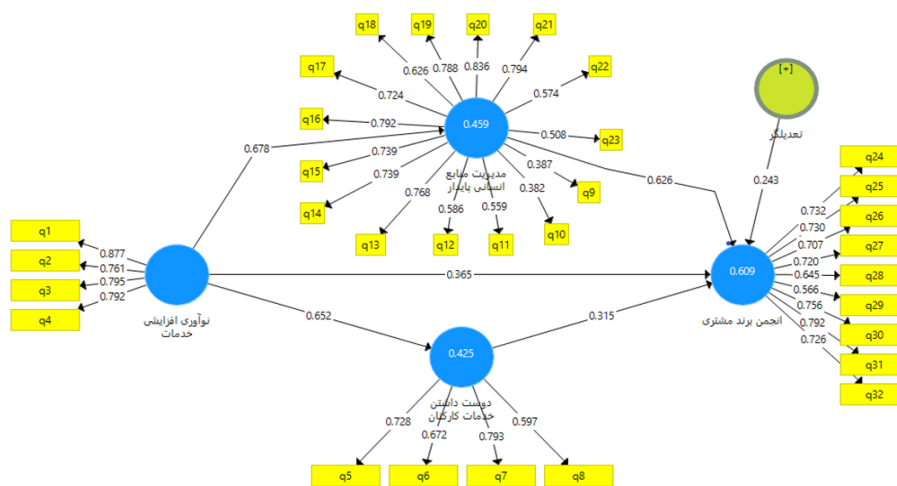 q18
q19
q20
q21
q17
q22
[+]
0.626
0.788
0.836
0.794
0.724
0.574
q16
0.792
0.459
q23
تعدیلگر
0.678
0.739
0.508
q24
q15
0.739
مدیریت منابع
انسانی پایدار
0.387
q9
0.626
0.243
q25
q14
0.768
0.586
0.559
0.382
0.732
q26
q13
q12
q11
q10
0.730
q1
0.877
0.707
q27
q2
0.761
0.720
q3
0.795
0.365
0.609
0.645
q28
q4
0.792
0.566
q29
نوآوری افزایشی
خدمات
0.652
0.315
انجمن برند مشتری
0.756
q30
0.792
0.726
q31
0.425
q32
دوست داشتن
خدمات کارکنان
0.728
0.672
0.793
0.597
q5
q6
q7
q8